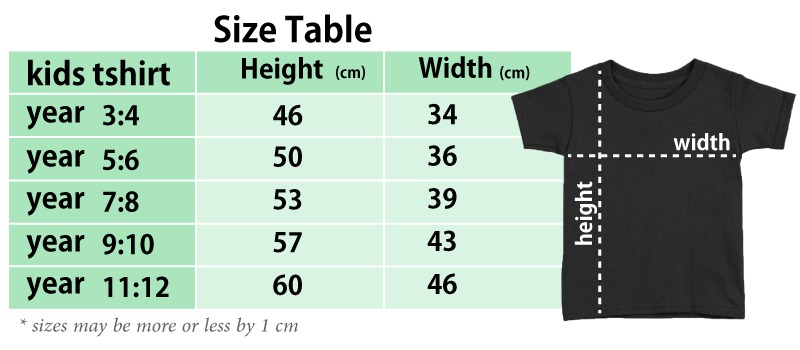 Size Table
kids tshirt Height (cm) Width (cm)
year 3:4 46 34
year 5:6 50 36
year 7:8 53 39
year 9:10 57 43
year 11:12 60 46
width
height
* sizes may be more or less by 1 cm